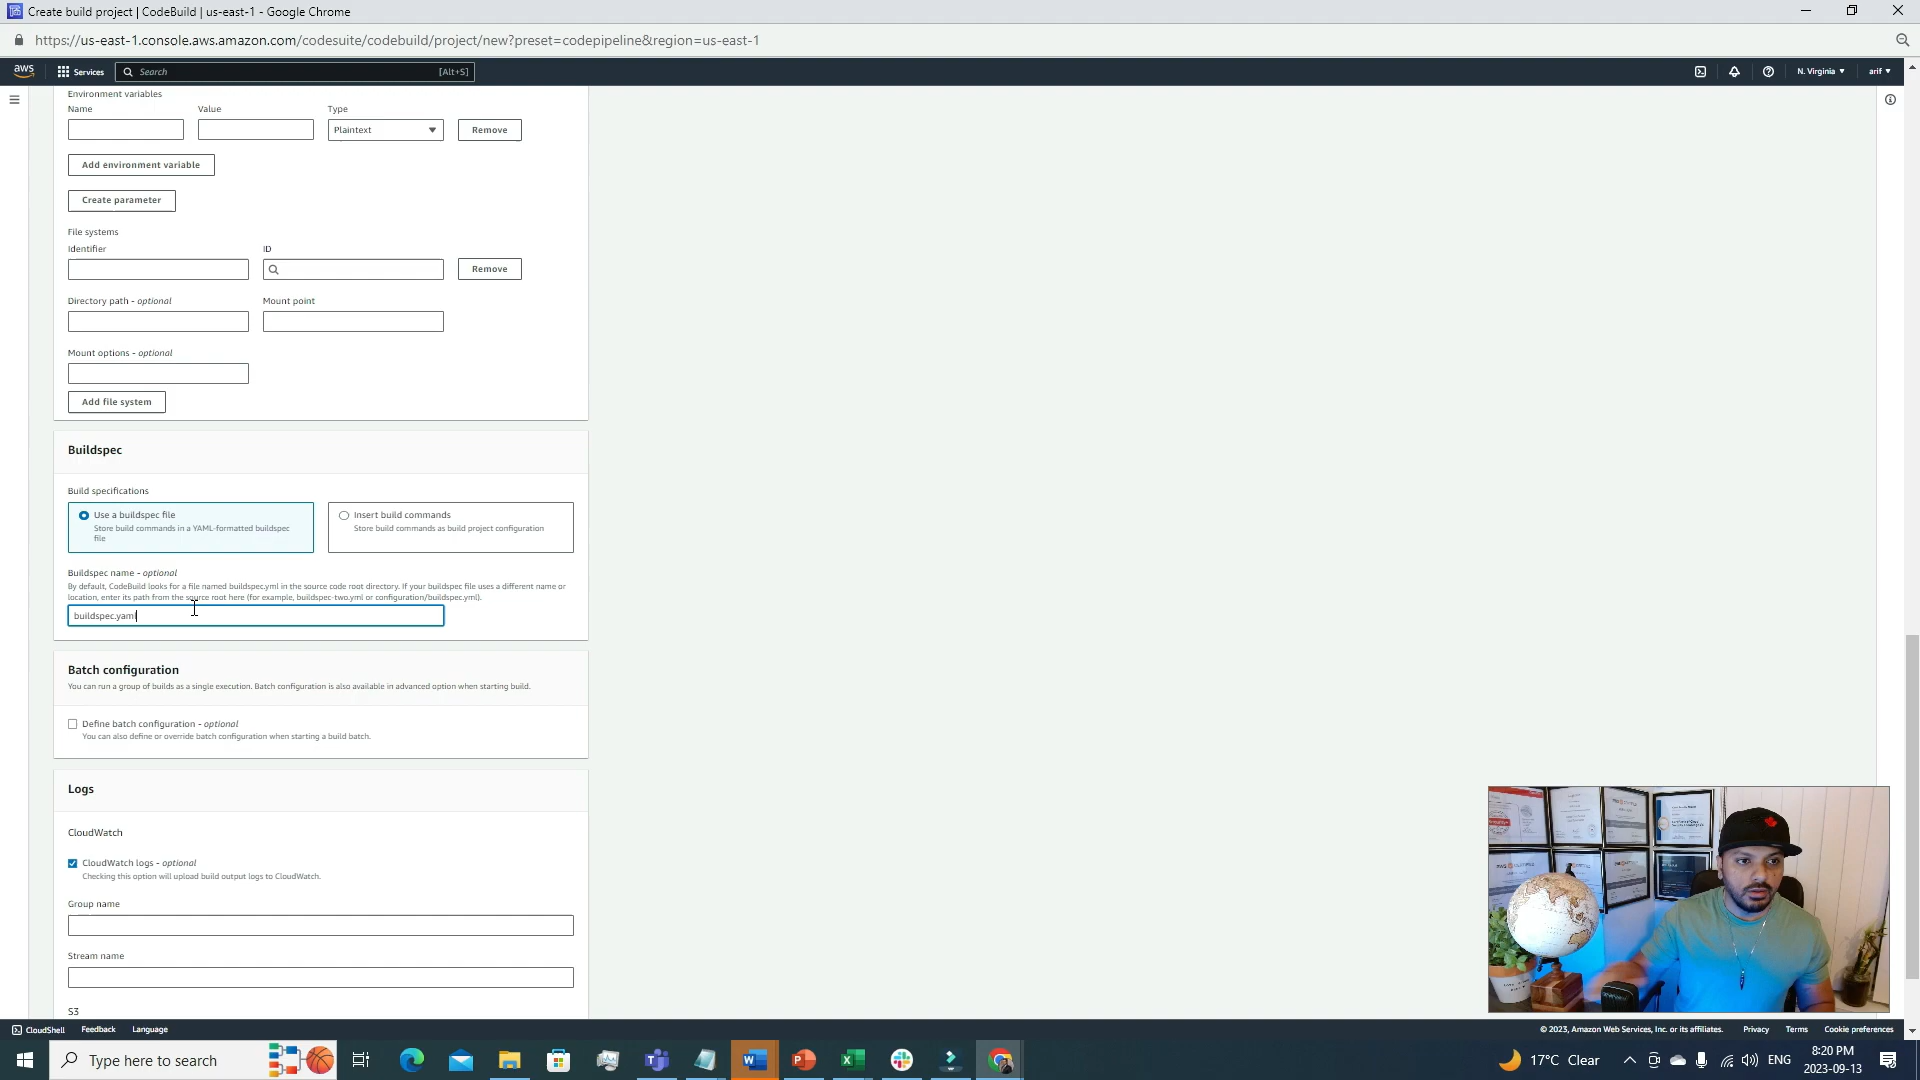 Create build project | CodeBuild | us-east-1 - Google Chrome
https://us-east-1.console.aws.amazon.com/codesuite/codebuild/project/new?preset=codepipeline&region=us-east-1
aws
Services
Search
[Alt+S]
N. Virginia
arif
Environment variables
Name
Value
Type
Plaintext
Remove
Add environment variable
Create parameter
File systems
Identifier
ID
Remove
Directory path - optional
Mount point
Mount options - optional
Add file system
Buildspec
Build specifications
Use a buildspec file
Store build commands in a YAML-formatted buildspec
file
Insert build commands
Store build commands as build project configuration
Buildspec name - optional
By default, CodeBuild looks for a file named buildspec.yml in the source code root directory. If your buildspec file uses a different name or
location, enter its path from the source root here (for example, buildspec-two.yml or configuration/buildspec.yml).
buildspec.yaml
Batch configuration
You can run a group of builds as a single execution. Batch configuration is also available in advanced option when starting build.
Define batch configuration - optional
You can also define or override batch configuration when starting a build batch.
Logs
CloudWatch
CloudWatch logs - optional
Checking this option will upload build output logs to CloudWatch.
Group name
Stream name
S3
CloudShell
Feedback
Language
© 2023, Amazon Web Services, Inc. or its affiliates.
Privacy
Terms
Cookie preferences
Type here to search
17°C Clear
ENG
8:20 PM
2023-09-13